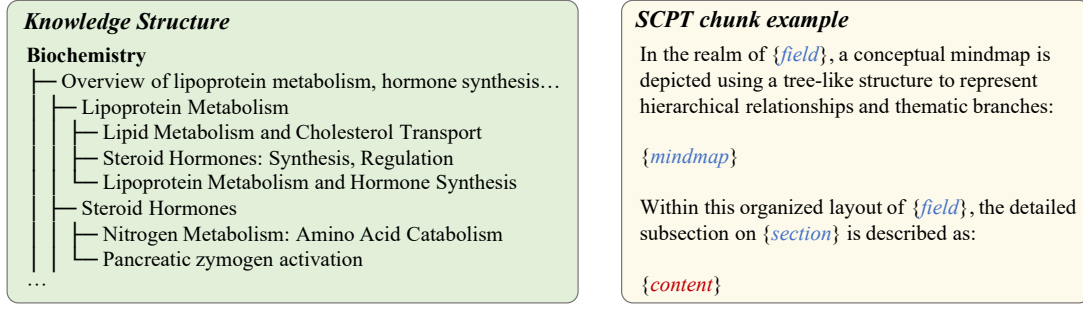 Knowledge Structure
Biochemistry
Overview of lipoprotein metabolism, hormone synthesis…
Lipoprotein Metabolism
Lipid Metabolism and Cholesterol Transport
Steroid Hormones: Synthesis, Regulation
Lipoprotein Metabolism and Hormone Synthesis
Steroid Hormones
Nitrogen Metabolism: Amino Acid Catabolism
Pancreatic zymogen activation
…
SCPT chunk example
In the realm of {field}, a conceptual mindmap is
depicted using a tree-like structure to represent
hierarchical relationships and thematic branches:
{mindmap}
Within this organized layout of {field}, the detailed
subsection on {section} is described as:
{content}